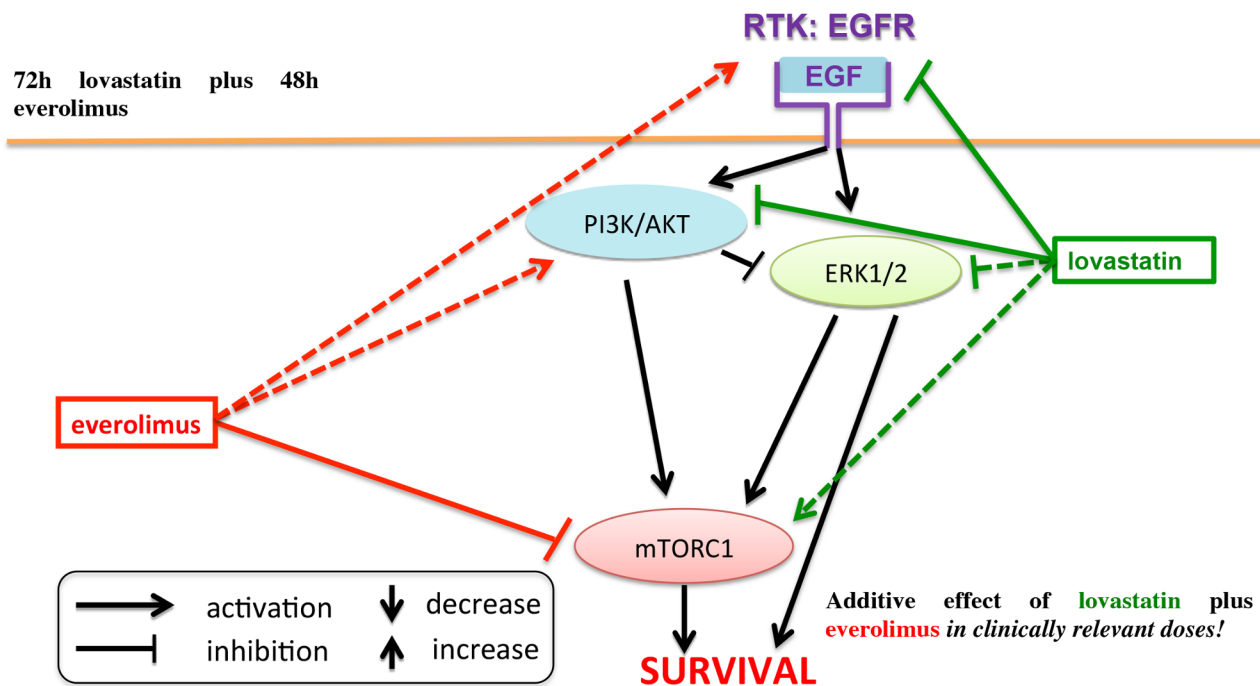 RTK: EGFR
72h lovastatin plus 48h
everolimus
EGF
PI3K/AKT
ERK1/2
lovastatin
everolimus
mTORC1
activation
decrease
inhibition
increase
Additive effect of lovastatin plus
everolimus in clinically relevant doses!
SURVIVAL